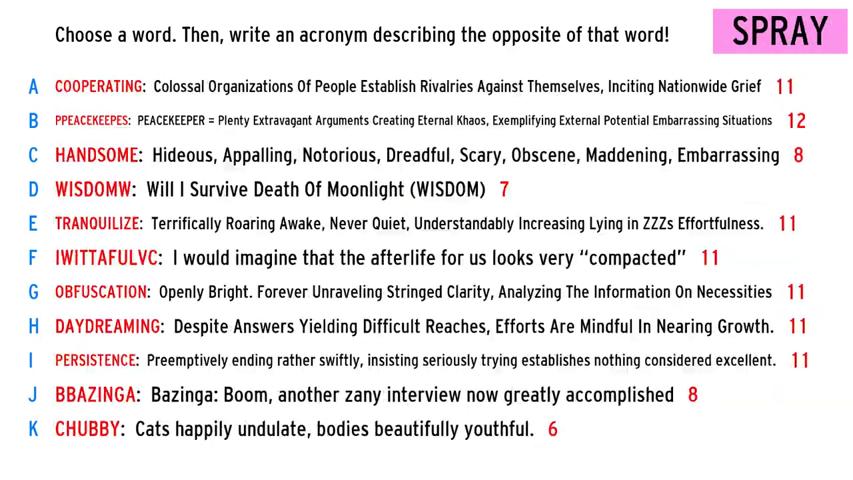 Choose a word. Then, write an acronym describing the opposite of that word!
SPRAY
A COOPERATING: Colossal Organizations Of People Establish Rivalries Against Themselves, Inciting Nationwide Grief 11
B PPEACEKEEPES: PEACEKEEPER = Plenty Extravagant Arguments Creating Eternal Khaos, Exemplifying External Potential Embarrassing Situations 12
C HANDSOME: Hideous, Appalling, Notorious, Dreadful, Scary, Obscene, Maddening, Embarrassing 8
D WISDOMW: Will I Survive Death Of Moonlight (WISDOM) 7
E TRANQUILIZE: Terrifically Roaring Awake, Never Quiet, Understandably Increasing Lying in ZZZs Effortfulness. 11
F IWITTAFULVC: I would imagine that the afterlife for us looks very “compacted” 11
G OBFUSCATION: Openly Bright. Forever Unraveling Stringed Clarity, Analyzing The Information On Necessities 11
H DAYDREAMING: Despite Answers Yielding Difficult Reaches, Efforts Are Mindful In Nearing Growth. 11
I PERSISTENCE: Preemptively ending rather swiftly, insisting seriously trying establishes nothing considered excellent. 11
J BBAZINGA: Bazinga: Boom, another zany interview now greatly accomplished 8
K CHUBBY: Cats happily undulate, bodies beautifully youthful. 6